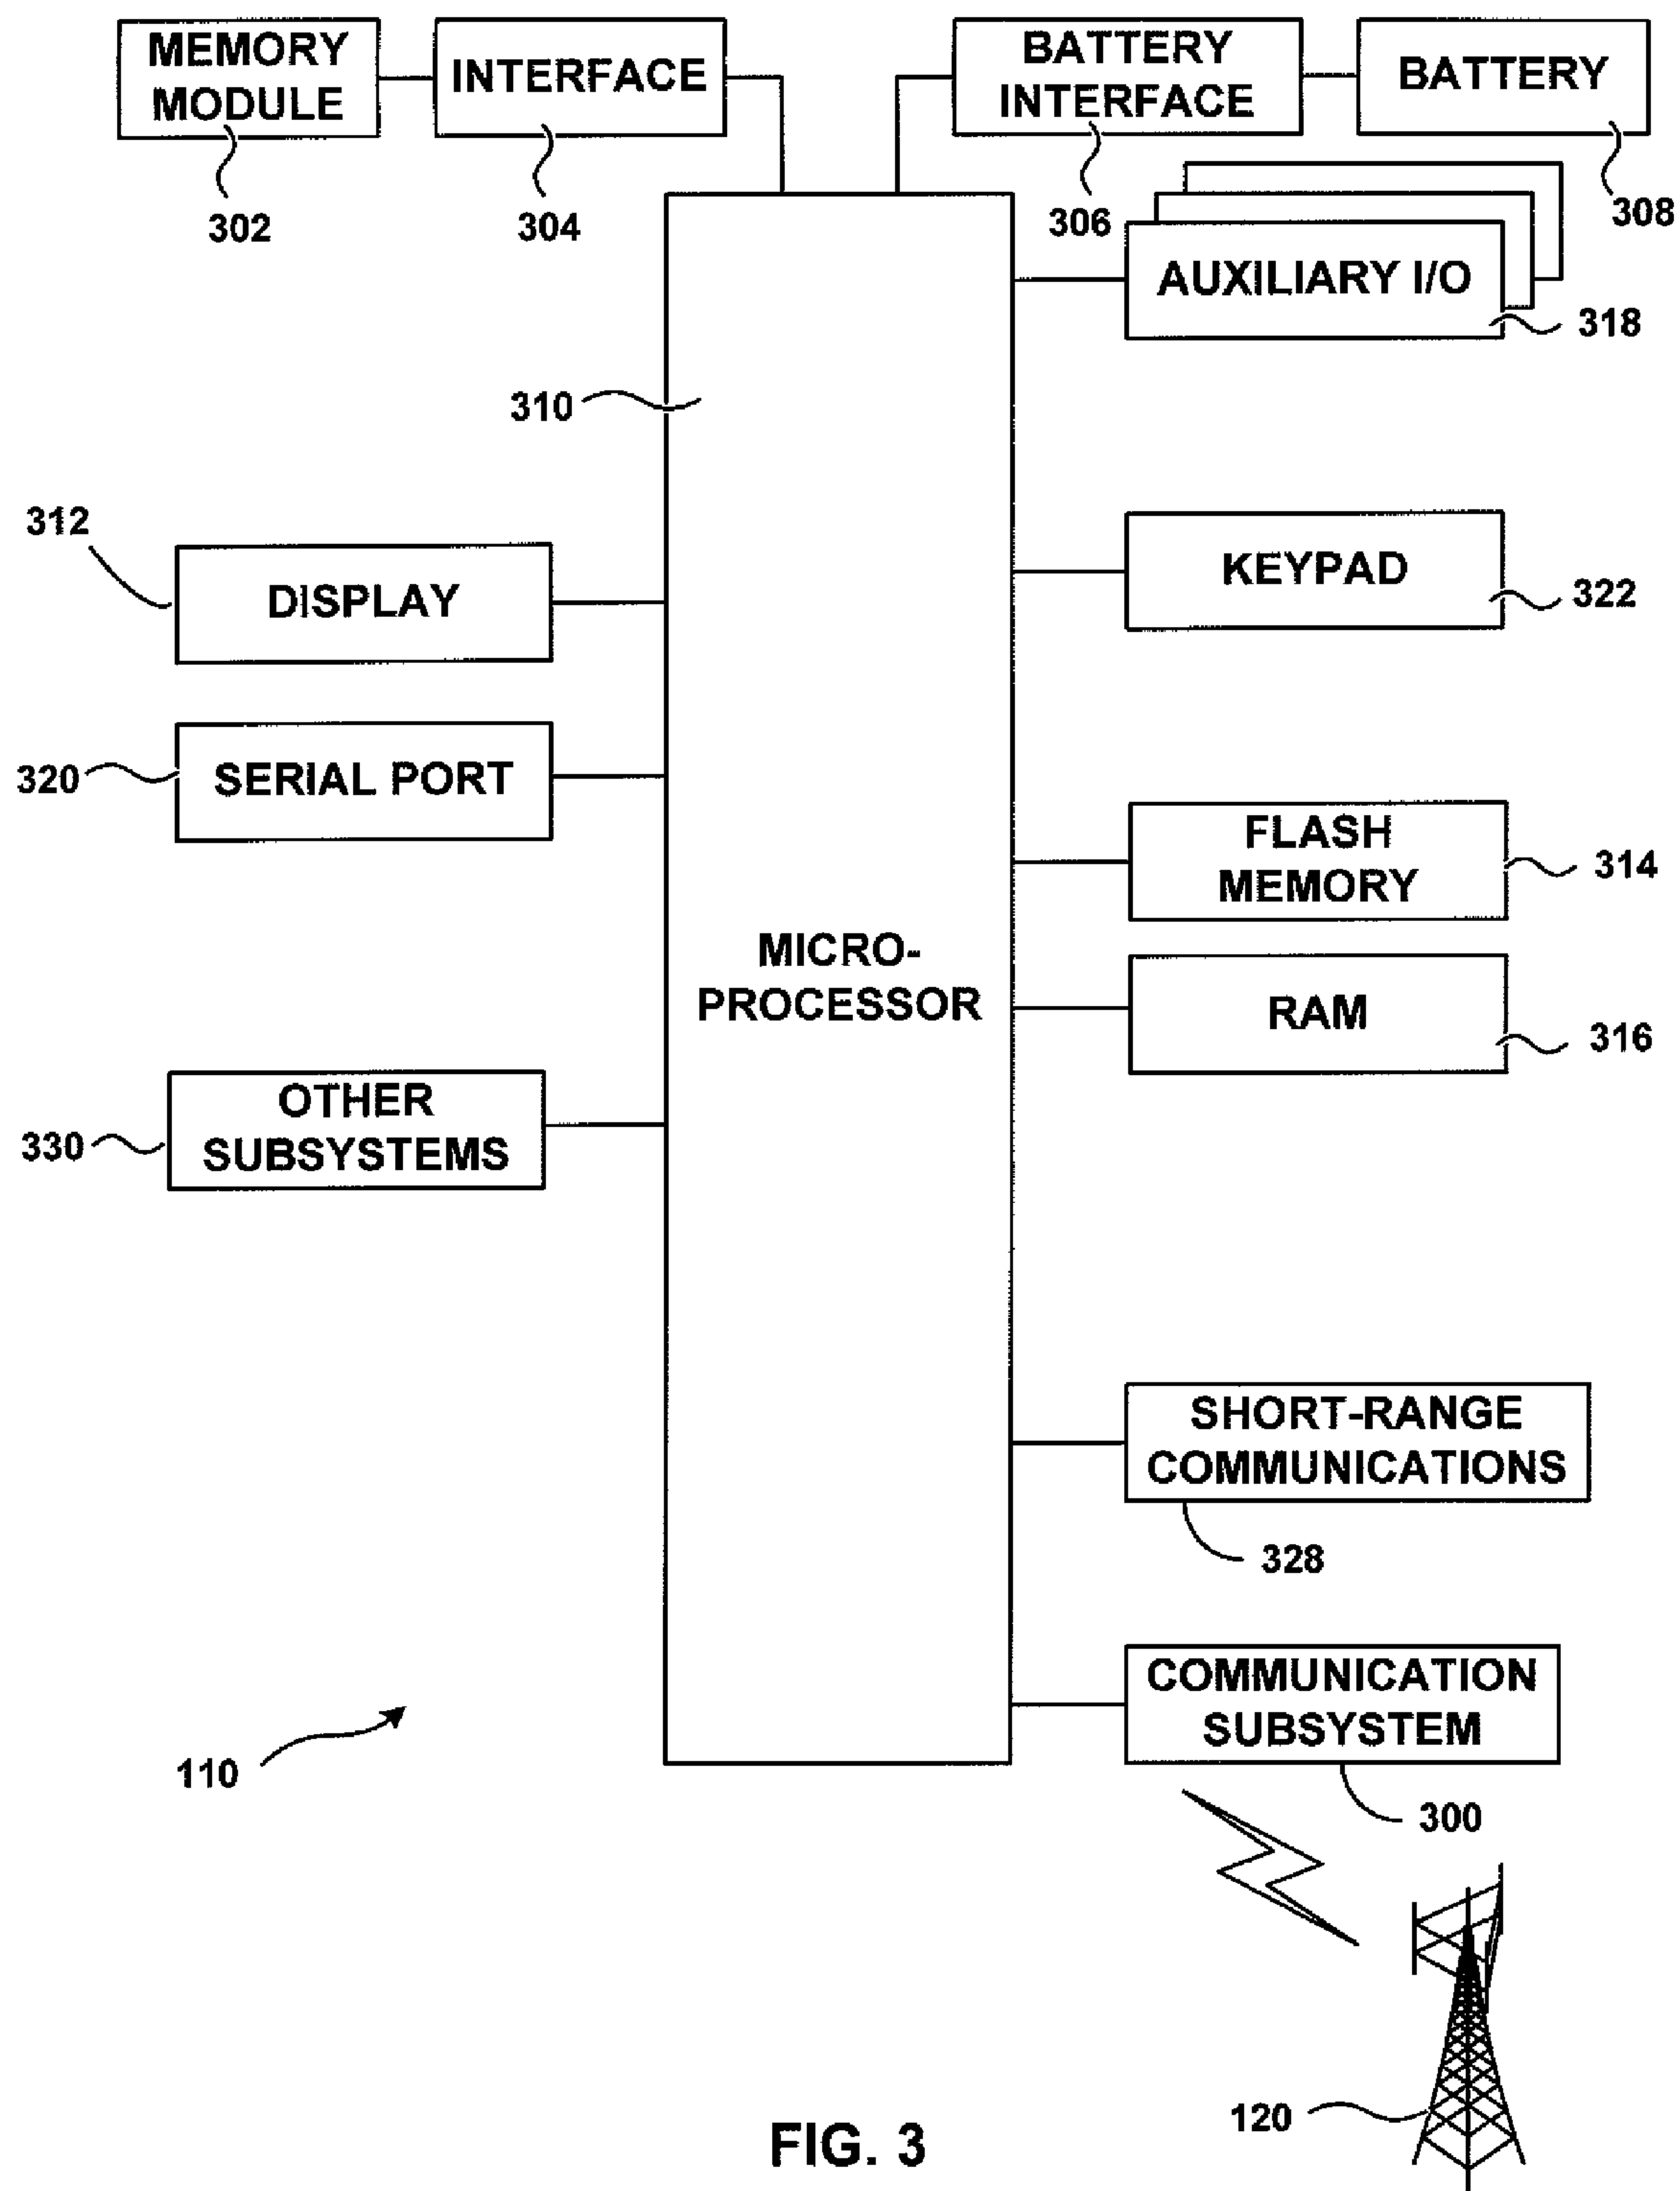 MEMORY
MODULE
INTERFACE
BATTERY
INTERFACE
BATTERY
302
304
306
308
AUXILIARY I/O
318
310
312
DISPLAY
KEYPAD
322
320
SERIAL PORT
FLASH
MEMORY
314
MICRO-
PROCESSOR
RAM
316
330
OTHER
SUBSYSTEMS
SHORT-RANGE
COMMUNICATIONS
328
COMMUNICATION
SUBSYSTEM
110
300
120
FIG. 3